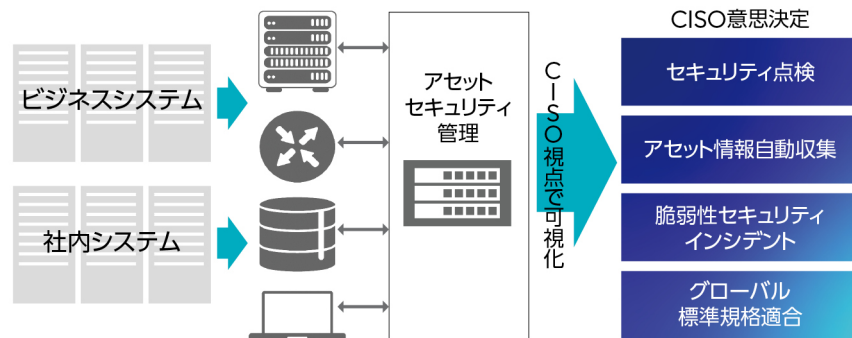 ビジネスシステム
社内システム
アセット
セキュリティ
管理
CISO視点で可視化
CISO意思決定
セキュリティ点検
アセット情報自動収集
脆弱性セキュリティ
インシデント
グローバル
標準規格適合